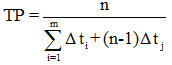 TP = n / (∑_{i=1}^{m} Δt_i + (n-1)Δt_j)